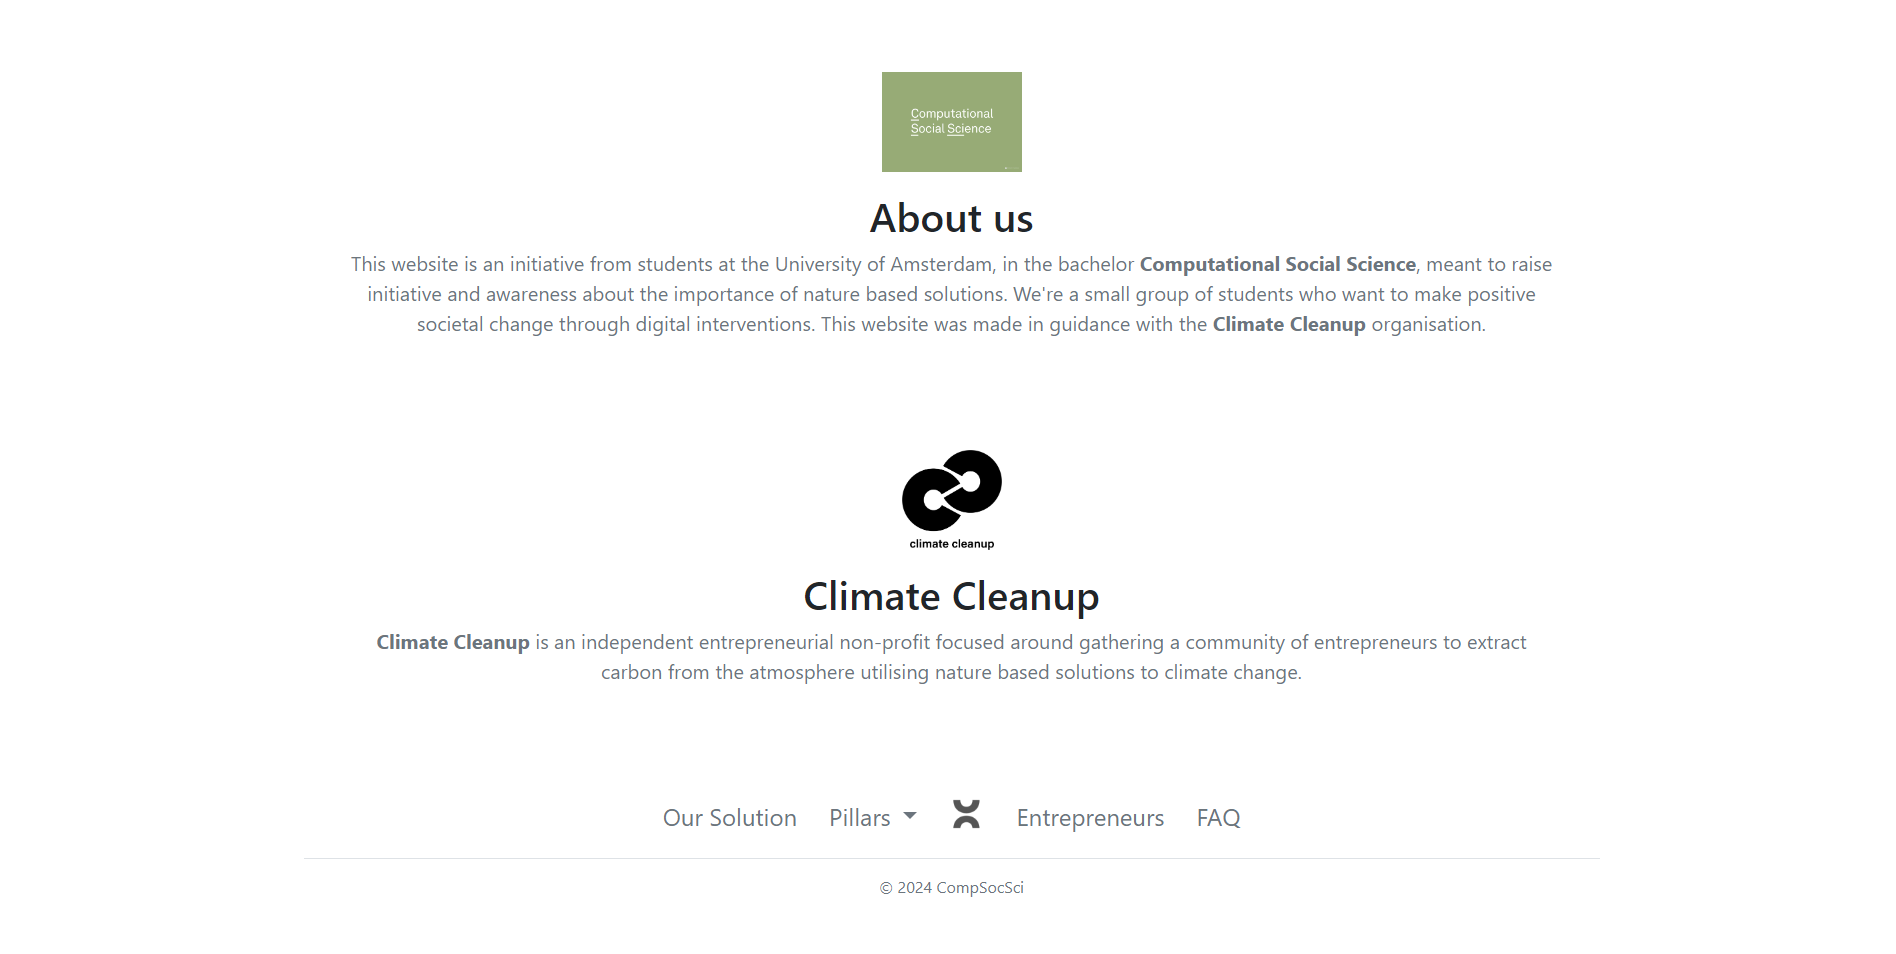 Computational
Social Science
About us
This website is an initiative from students at the University of Amsterdam, in the bachelor Computational Social Science, meant to raise
initiative and awareness about the importance of nature based solutions. We're a small group of students who want to make positive
societal change through digital interventions. This website was made in guidance with the Climate Cleanup organisation.
climate cleanup
Climate Cleanup
Climate Cleanup is an independent entrepreneurial non-profit focused around gathering a community of entrepreneurs to extract
carbon from the atmosphere utilising nature based solutions to climate change.
Our Solution Pillars Entrepreneurs FAQ
© 2024 CompSocSci